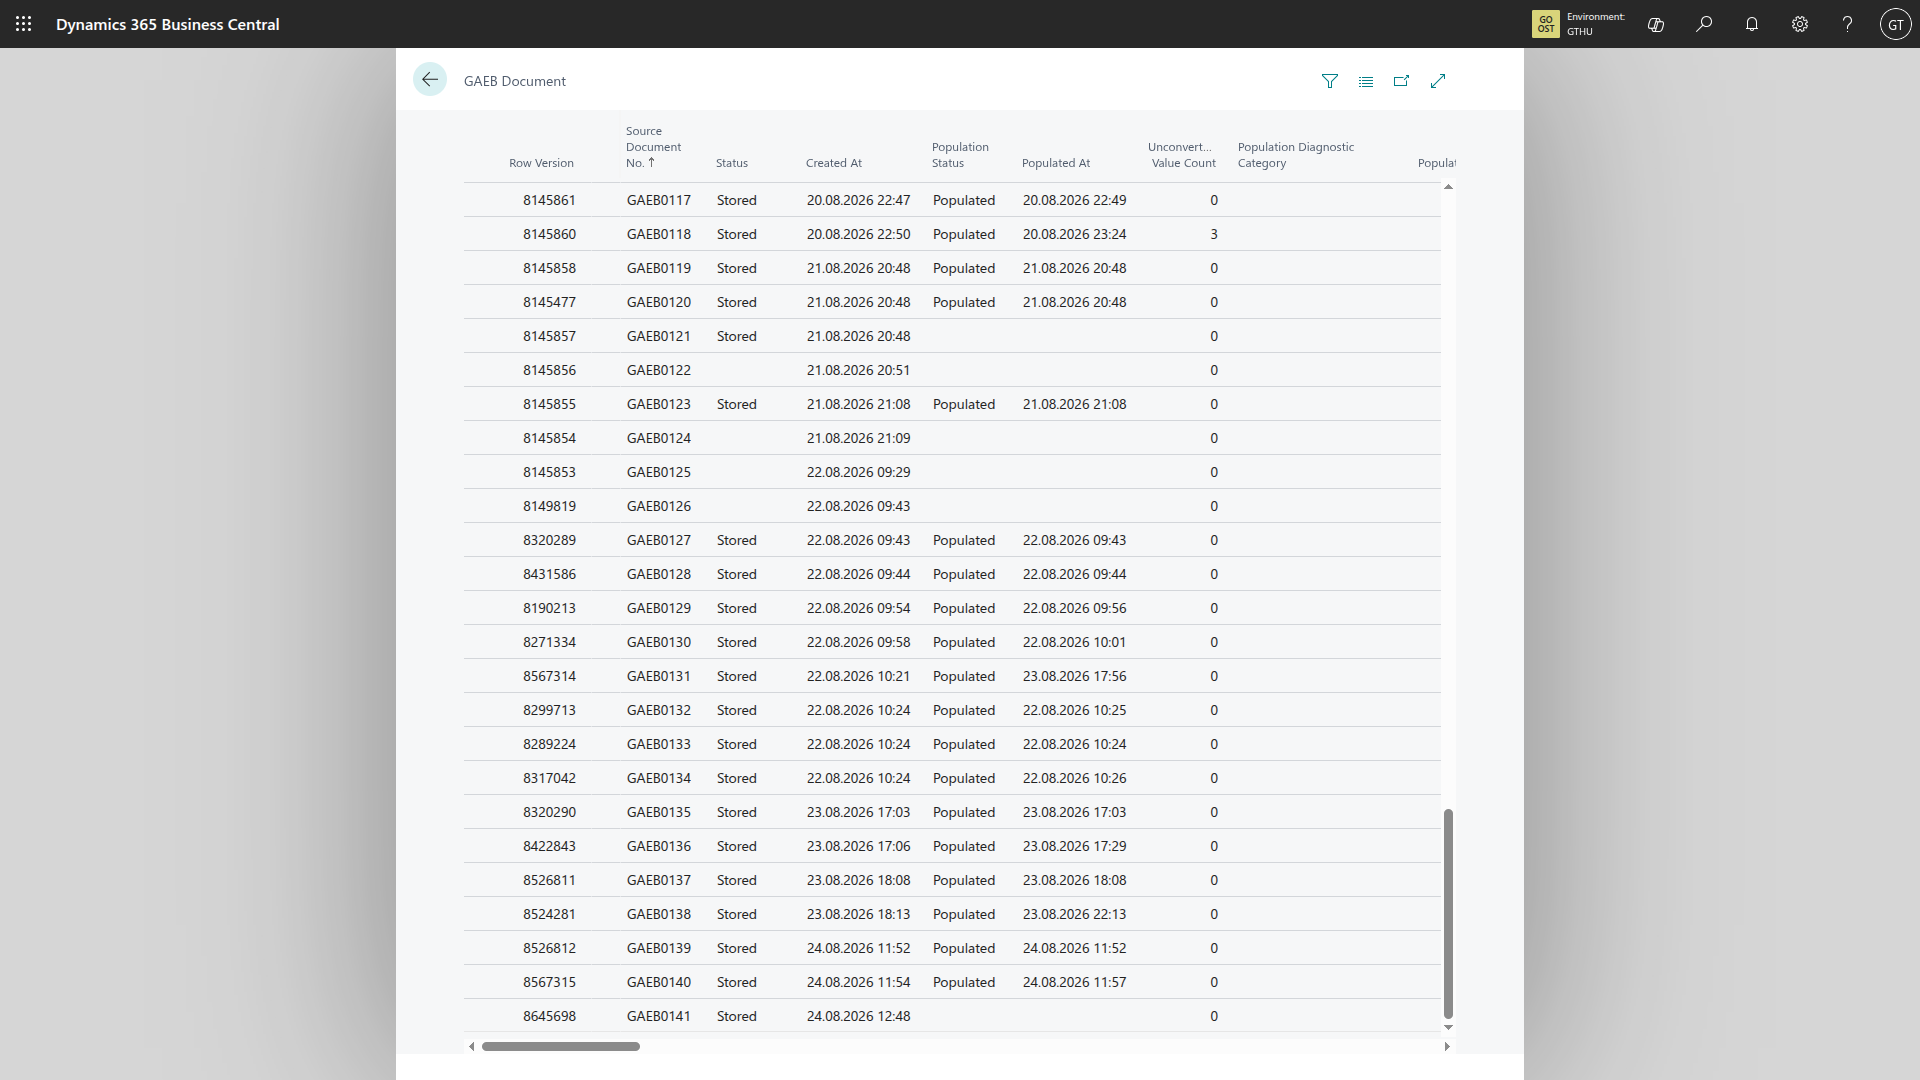 Dynamics 365 Business Central
GO
OST
Environment:
GTHU
GT
GAEB Document
Row Version
Source
Document
No. ↑
Status
Created At
Population
Status
Populated At
Unconvert...
Value Count
Population Diagnostic
Category
8145861 GAEB0117 Stored 20.08.2026 22:47 Populated 20.08.2026 22:49 0
8145860 GAEB0118 Stored 20.08.2026 22:50 Populated 20.08.2026 23:24 3
8145858 GAEB0119 Stored 21.08.2026 20:48 Populated 21.08.2026 20:48 0
8145477 GAEB0120 Stored 21.08.2026 20:48 Populated 21.08.2026 20:48 0
8145857 GAEB0121 Stored 21.08.2026 20:48 0
8145856 GAEB0122 21.08.2026 20:51 0
8145855 GAEB0123 Stored 21.08.2026 21:08 Populated 21.08.2026 21:08 0
8145854 GAEB0124 21.08.2026 21:09 0
8145853 GAEB0125 22.08.2026 09:29 0
8149819 GAEB0126 22.08.2026 09:43 0
8320289 GAEB0127 Stored 22.08.2026 09:43 Populated 22.08.2026 09:43 0
8431586 GAEB0128 Stored 22.08.2026 09:44 Populated 22.08.2026 09:44 0
8190213 GAEB0129 Stored 22.08.2026 09:54 Populated 22.08.2026 09:56 0
8271334 GAEB0130 Stored 22.08.2026 09:58 Populated 22.08.2026 10:01 0
8567314 GAEB0131 Stored 22.08.2026 10:21 Populated 23.08.2026 17:56 0
8299713 GAEB0132 Stored 22.08.2026 10:24 Populated 22.08.2026 10:25 0
8289224 GAEB0133 Stored 22.08.2026 10:24 Populated 22.08.2026 10:24 0
8317042 GAEB0134 Stored 22.08.2026 10:24 Populated 22.08.2026 10:26 0
8320290 GAEB0135 Stored 23.08.2026 17:03 Populated 23.08.2026 17:03 0
8422843 GAEB0136 Stored 23.08.2026 17:06 Populated 23.08.2026 17:29 0
8526811 GAEB0137 Stored 23.08.2026 18:08 Populated 23.08.2026 18:08 0
8524281 GAEB0138 Stored 23.08.2026 18:13 Populated 23.08.2026 22:13 0
8526812 GAEB0139 Stored 24.08.2026 11:52 Populated 24.08.2026 11:52 0
8567315 GAEB0140 Stored 24.08.2026 11:54 Populated 24.08.2026 11:57 0
8645698 GAEB0141 Stored 24.08.2026 12:48 0